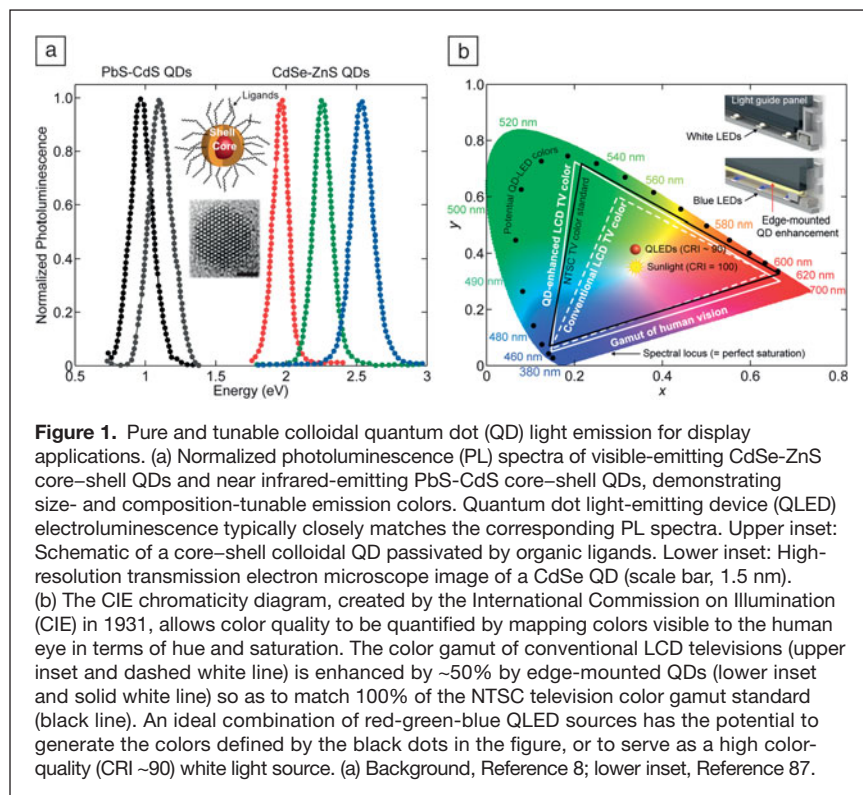 a
PbS-CdS QDs
CdSe-ZnS QDs
Ligands
Shell
Core
Normalized Photoluminescence
1.0
0.8
0.6
0.4
0.2
0
0.5
1
1.5
2
2.5
3
Energy (eV)
b
1.0
0.8
0.6
0.4
0.2
0
y
0
0.2
0.4
0.6
0.8
x
520 nm
540 nm
560 nm
580 nm
600 nm
620 nm
700 nm
500 nm
490 nm
480 nm
460 nm
380 nm
Potential QD-LED colors
QD-enhanced LCD TV color
NTSC TV color standard
Conventional LCD TV color
QLEDs (CRI ~ 90)
Sunlight (CRI = 100)
Gamut of human vision
Spectral locus (= perfect saturation)
Light guide panel
White LEDs
Blue LEDs
Edge-mounted
QD enhancement
Figure 1. Pure and tunable colloidal quantum dot (QD) light emission for display
applications. (a) Normalized photoluminescence (PL) spectra of visible-emitting CdSe-ZnS
core–shell QDs and near infrared-emitting PbS-CdS core–shell QDs, demonstrating
size- and composition-tunable emission colors. Quantum dot light-emitting device (QLED)
electroluminescence typically closely matches the corresponding PL spectra. Upper inset:
Schematic of a core–shell colloidal QD passivated by organic ligands. Lower inset: High-
resolution transmission electron microscope image of a CdSe QD (scale bar, 1.5 nm).
(b) The CIE chromaticity diagram, created by the International Commission on Illumination
(CIE) in 1931, allows color quality to be quantified by mapping colors visible to the human
eye in terms of hue and saturation. The color gamut of conventional LCD televisions (upper
inset and dashed white line) is enhanced by ~50% by edge-mounted QDs (lower inset
and solid white line) so as to match 100% of the NTSC television color gamut standard
(black line). An ideal combination of red-green-blue QLED sources has the potential to
generate the colors defined by the black dots in the figure, or to serve as a high color-
quality (CRI ~90) white light source. (a) Background, Reference 8; lower inset, Reference 87.